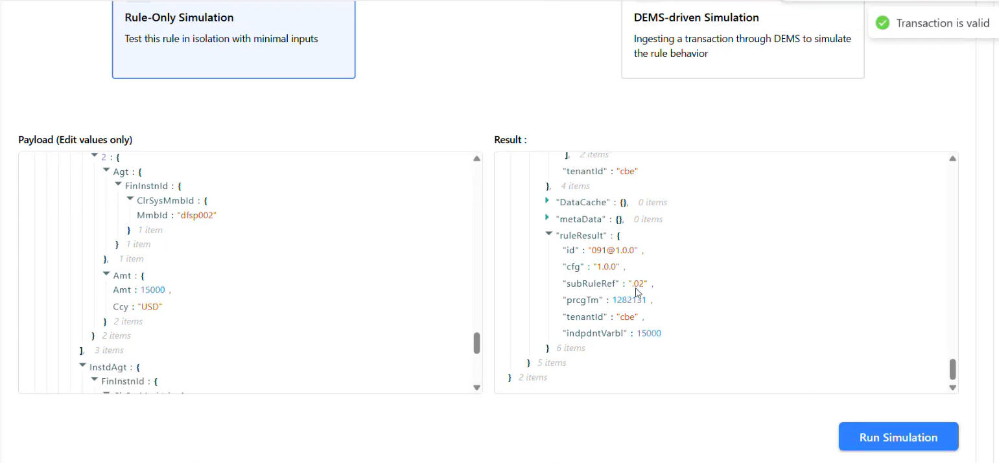 Rule-Only Simulation
Test this rule in isolation with minimal inputs
DEMS-driven Simulation
Ingesting a transaction through DEMS to simulate
the rule behavior
Transaction is valid
Payload (Edit values only)
2 : {
Agt : {
FinInstnId : {
ClrSysMmbId : {
MmbId : "dfsp002"
} 1 item
} 1 item
}, 1 item
Amt : {
Amt : 15000 ,
Ccy : "USD"
} 2 items
} 2 items
], 3 items
InstdAgt : {
FinInstnId : {
Result :
], 2 items
"tenantId" : "cbe"
}, 4 items
"DataCache" : {}, 0 items
"metaData" : {}, 0 items
"ruleResult" : {
"id" : "091@1.0.0" ,
"cfg" : "1.0.0" ,
"subRuleRef" : ".02" ,
"prcgTm" : 1282131 ,
"tenantId" : "cbe" ,
"indpdntVarbl" : 15000
} 6 items
} 5 items
} 2 items
Run Simulation